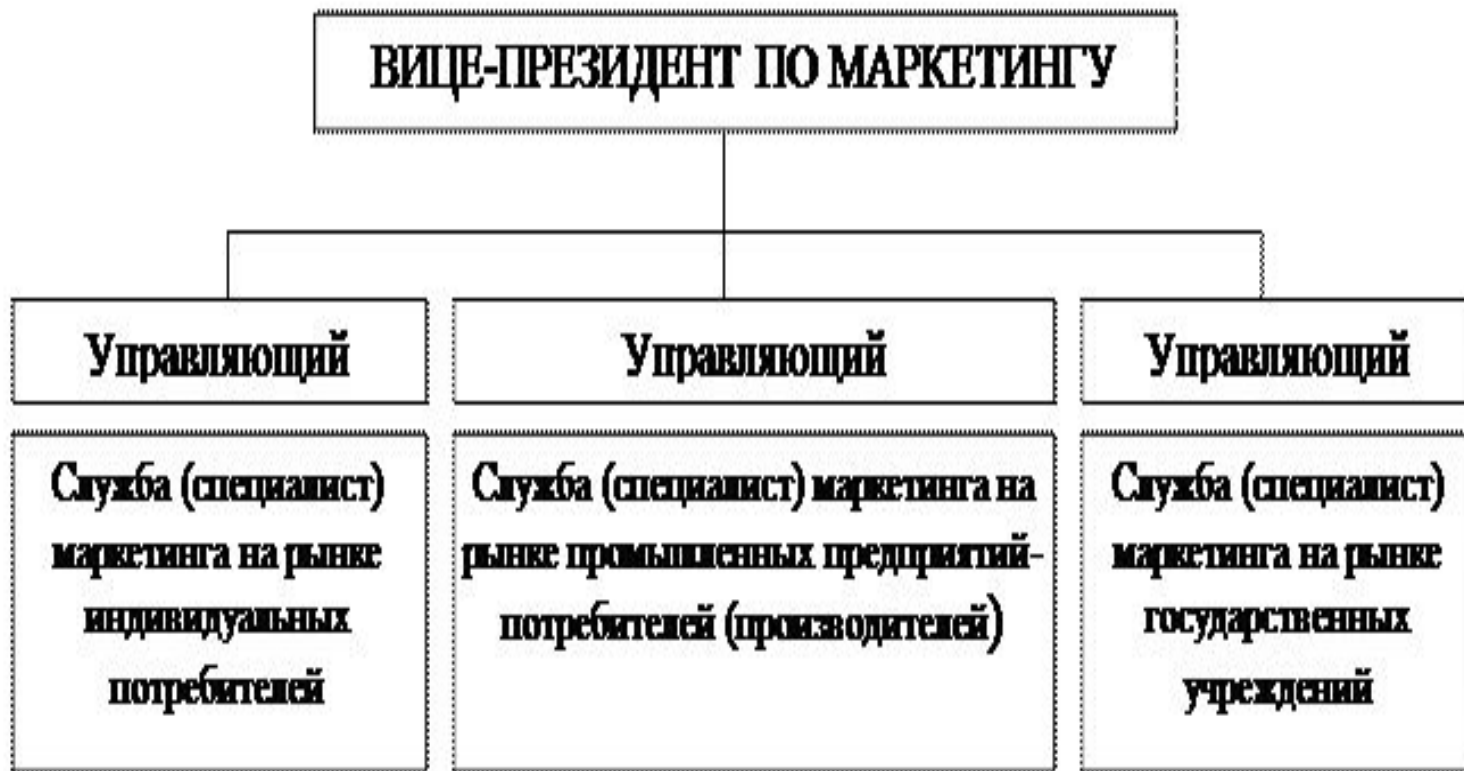 ВИЦЕ-ПРЕЗИДЕНТ ПО МАРКЕТИНГУ
Управляющий
Служба (специалист)
маркетинга на рынке
индивидуальных
потребителей
Управляющий
Служба (специалист) маркетинга на
рынке промышленных предприятий-
потребителей (производителей)
Управляющий
Служба (специалист)
маркетинга на рынке
государственных
учреждений